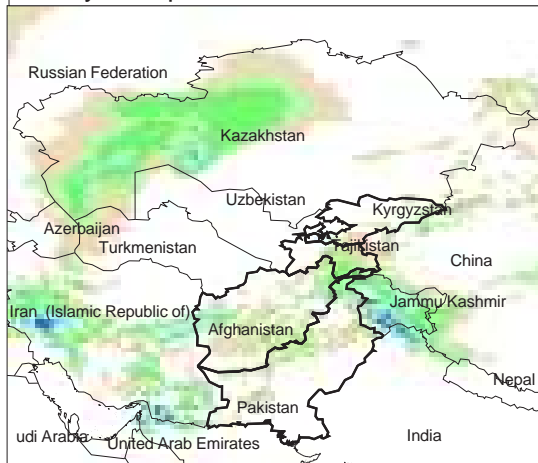 Russian Federation
Kazakhstan
Uzbekistan
Kyrgyzstan
Azerbaijan
Turkmenistan
Tajikistan
China
Iran (Islamic Republic of)
Jammu Kashmir
Afghanistan
Nepal
Pakistan
udi Arabia
United Arab Emirates
India